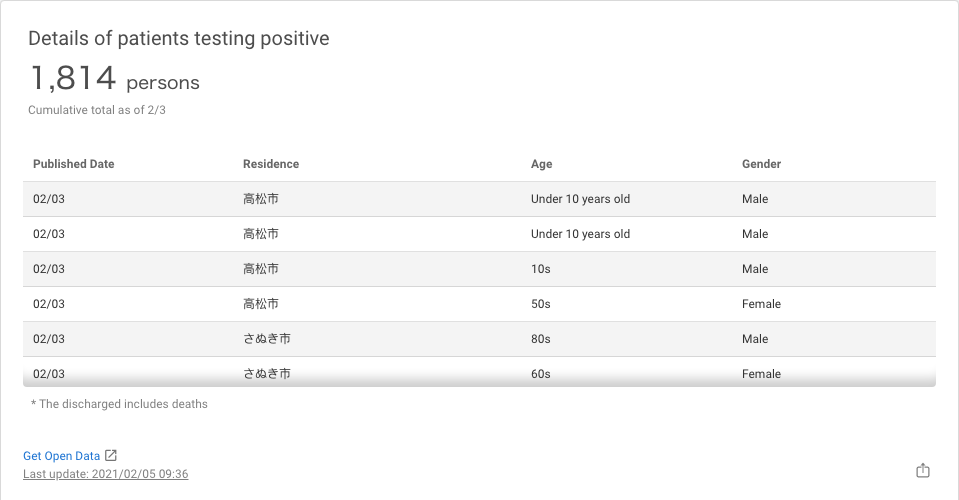 Details of patients testing positive
1,814 persons
Cumulative total as of 2/3
Published Date Residence Age Gender
02/03 高松市 Under 10 years old Male
02/03 高松市 Under 10 years old Male
02/03 高松市 10s Male
02/03 高松市 50s Female
02/03 さぬき市 80s Male
02/03 さぬき市 60s Female
* The discharged includes deaths
Get Open Data
Last update: 2021/02/05 09:36